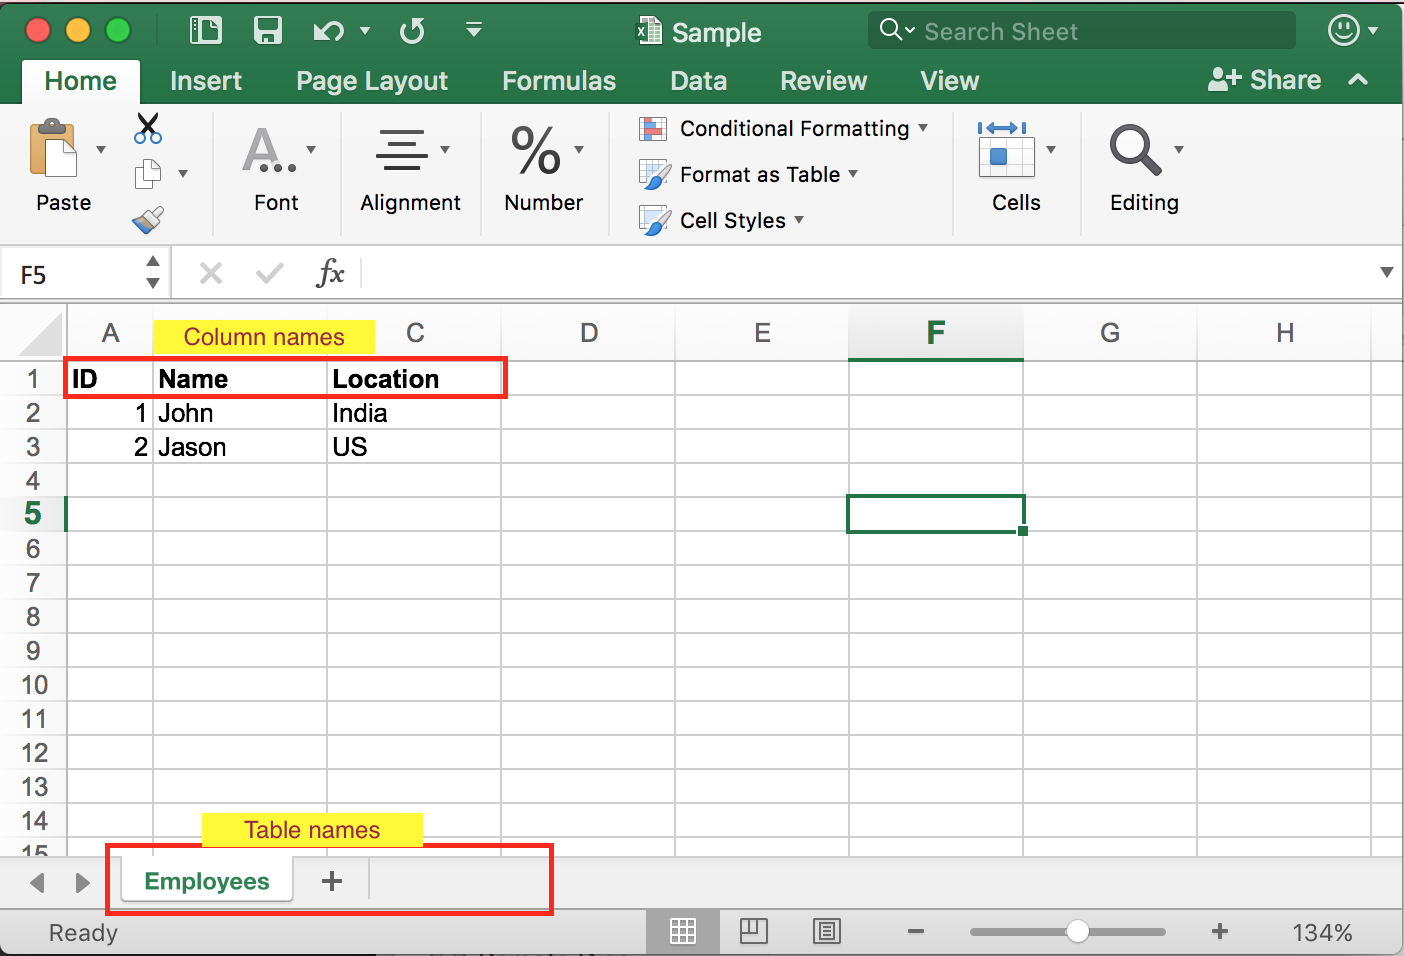 Sample
Search Sheet
Home Insert Page Layout Formulas Data Review View Share
Paste
Font
Alignment
%
Number
Conditional Formatting
Format as Table
Cell Styles
Cells
Editing
F5 fx
A Column names C D E F G H
1 ID Name Location
2 1 John India
3 2 Jason US
4
5
6
7
8
9
10
11
12
13
14
Table names
15
Employees +
Ready 134%